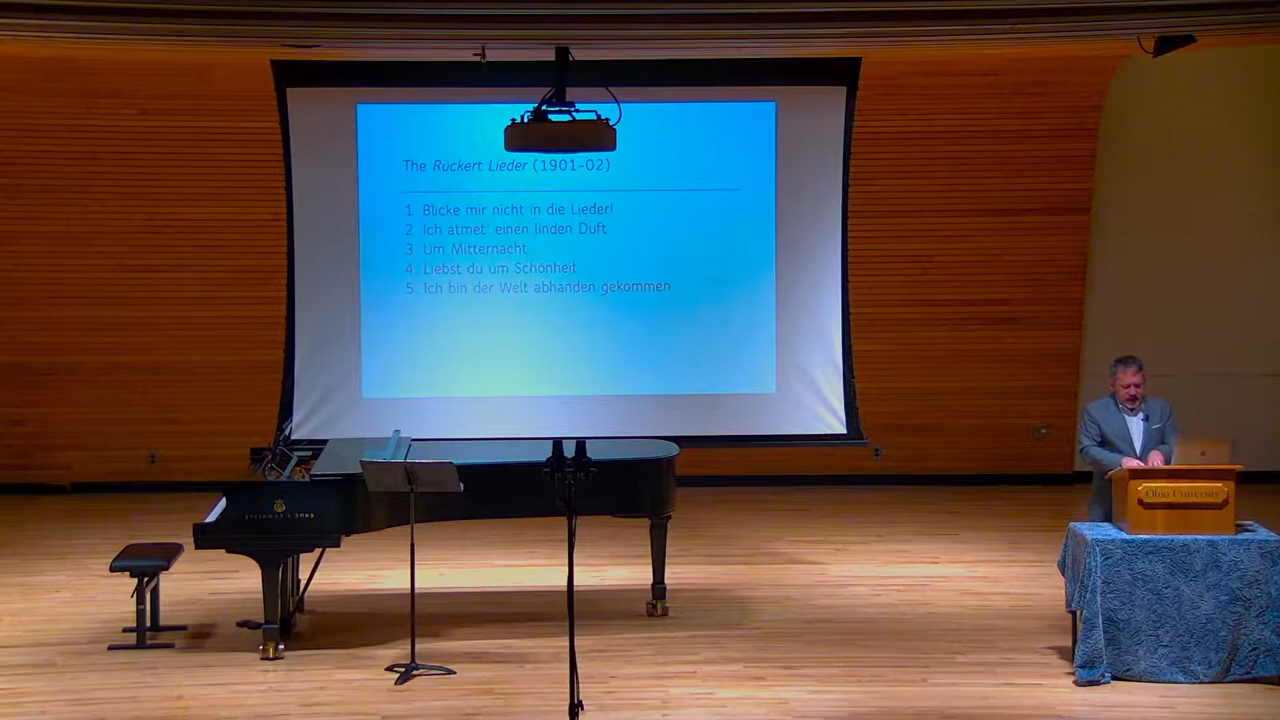 The Rückert Lieder (1901-02)
1 Blicke mir nicht in die Lieder!
2 Ich atmet' einen linden Duft
3 Um Mitternacht
4. Liebst du um Schönheit
5. Ich bin der Welt abhanden gekommen
STEINWAY & SONS
Ohio University